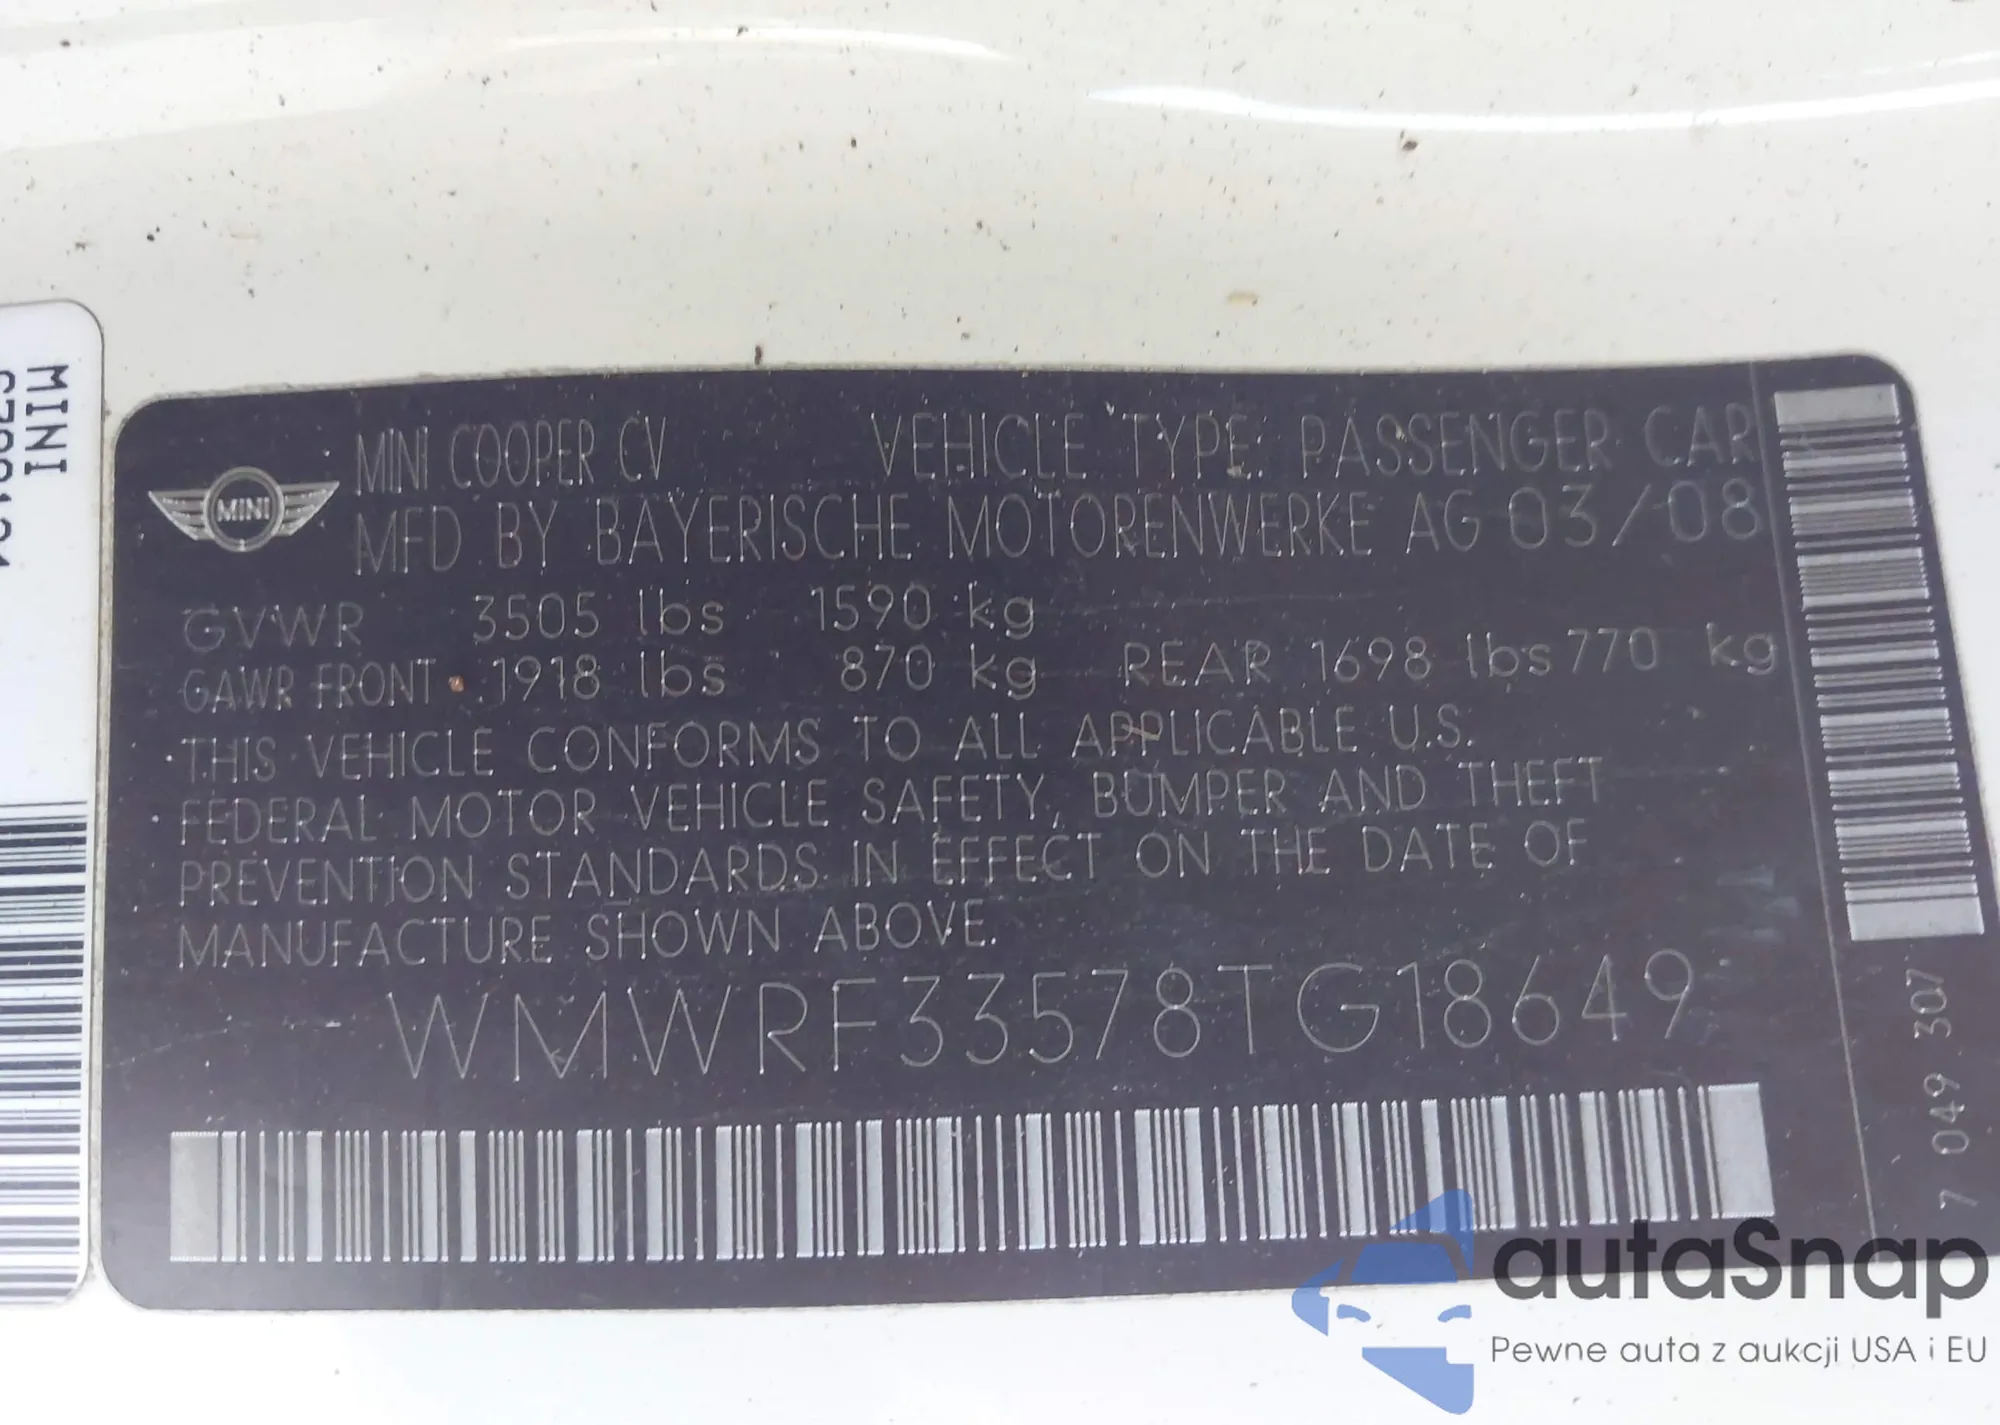 MINI COOPER CV VEHICLE TYPE: PASSENGER CAR
MINI
MFD BY BAYERISCHE MOTORENWERKE AG 03/08
GVWR 3505 lbs 1590 kg
GAWR FRONT 1918 lbs 870 kg REAR 1698 lbs 770 kg
THIS VEHICLE CONFORMS TO ALL APPLICABLE U.S.
FEDERAL MOTOR VEHICLE SAFETY, BUMPER AND THEFT
PREVENTION STANDARDS IN EFFECT ON THE DATE OF
MANUFACTURE SHOWN ABOVE.
WMWRF33578TG18649
7 049 307
MINI
autaSnap
Pewne auta z aukcji USA i EU